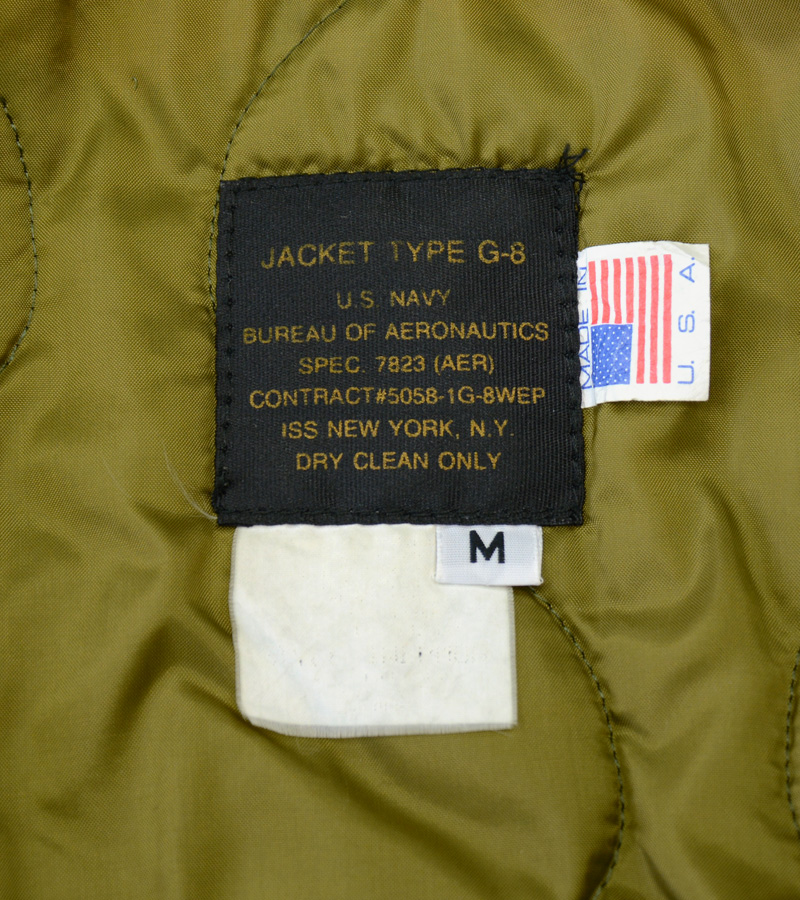 JACKET TYPE G-8
U.S. NAVY
BUREAU OF AERONAUTICS
SPEC. 7823 (AER)
CONTRACT#5058-1G-8WEP
ISS NEW YORK, N.Y.
DRY CLEAN ONLY
MADE IN
U. S. A.
M